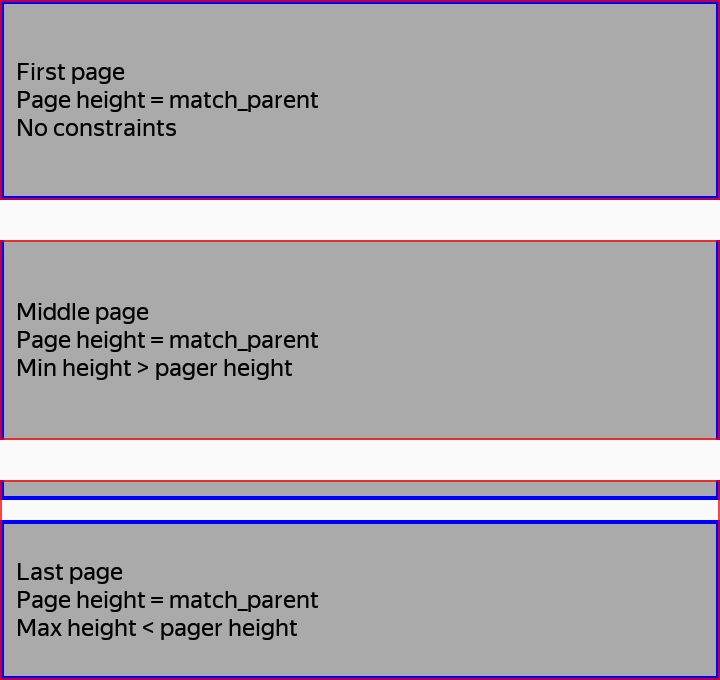 First page
Page height = match_parent
No constraints
Middle page
Page height = match_parent
Min height > pager height
Last page
Page height = match_parent
Max height < pager height